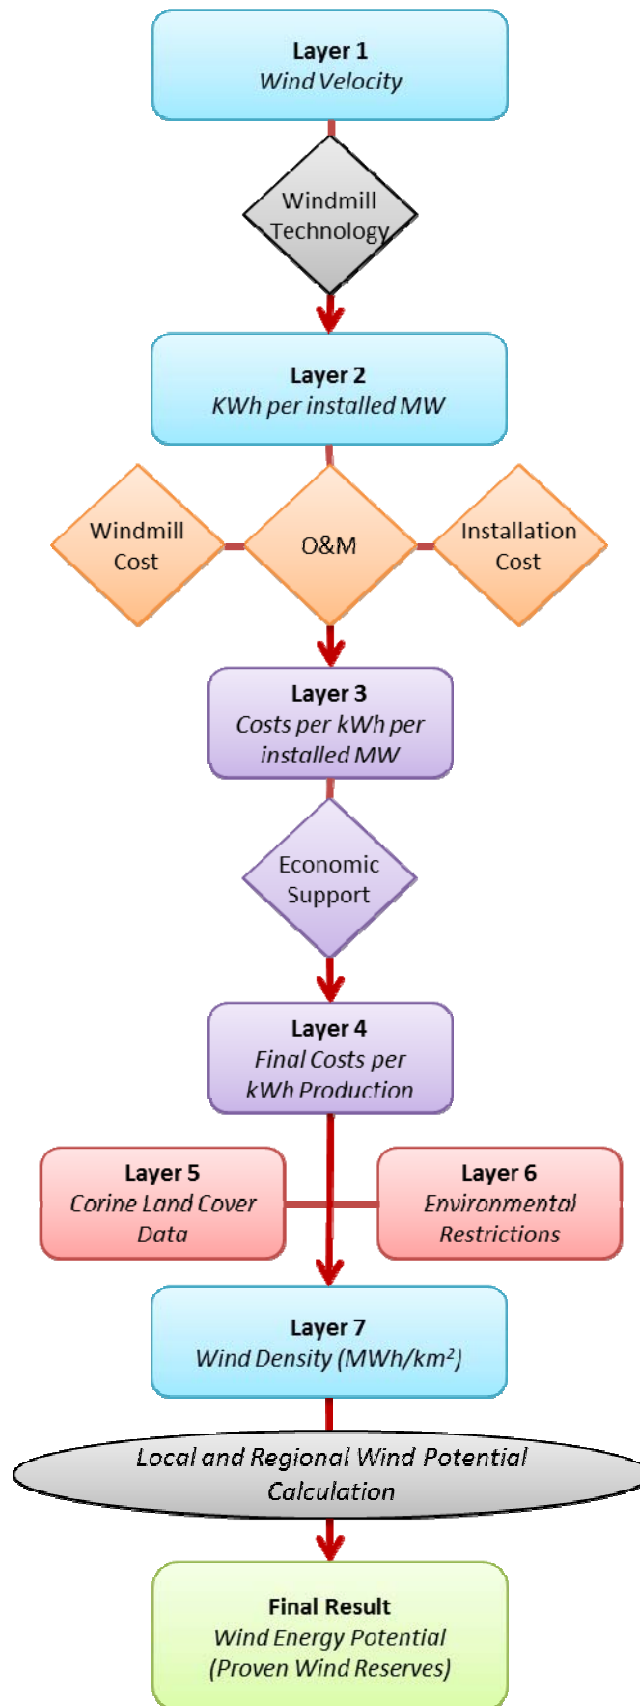 Layer 1
Wind Velocity
Windmill
Technology
Layer 2
KWh per installed MW
Windmill
Cost
O&M
Installation
Cost
Layer 3
Costs per kWh per
installed MW
Economic
Support
Layer 4
Final Costs per
kWh Production
Layer 5
Corine Land Cover
Data
Layer 6
Environmental
Restrictions
Layer 7
Wind Density (MWh/km²)
Local and Regional Wind Potential
Calculation
Final Result
Wind Energy Potential
(Proven Wind Reserves)